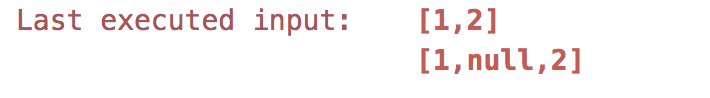 Last executed input: [1,2]
[1,null,2]